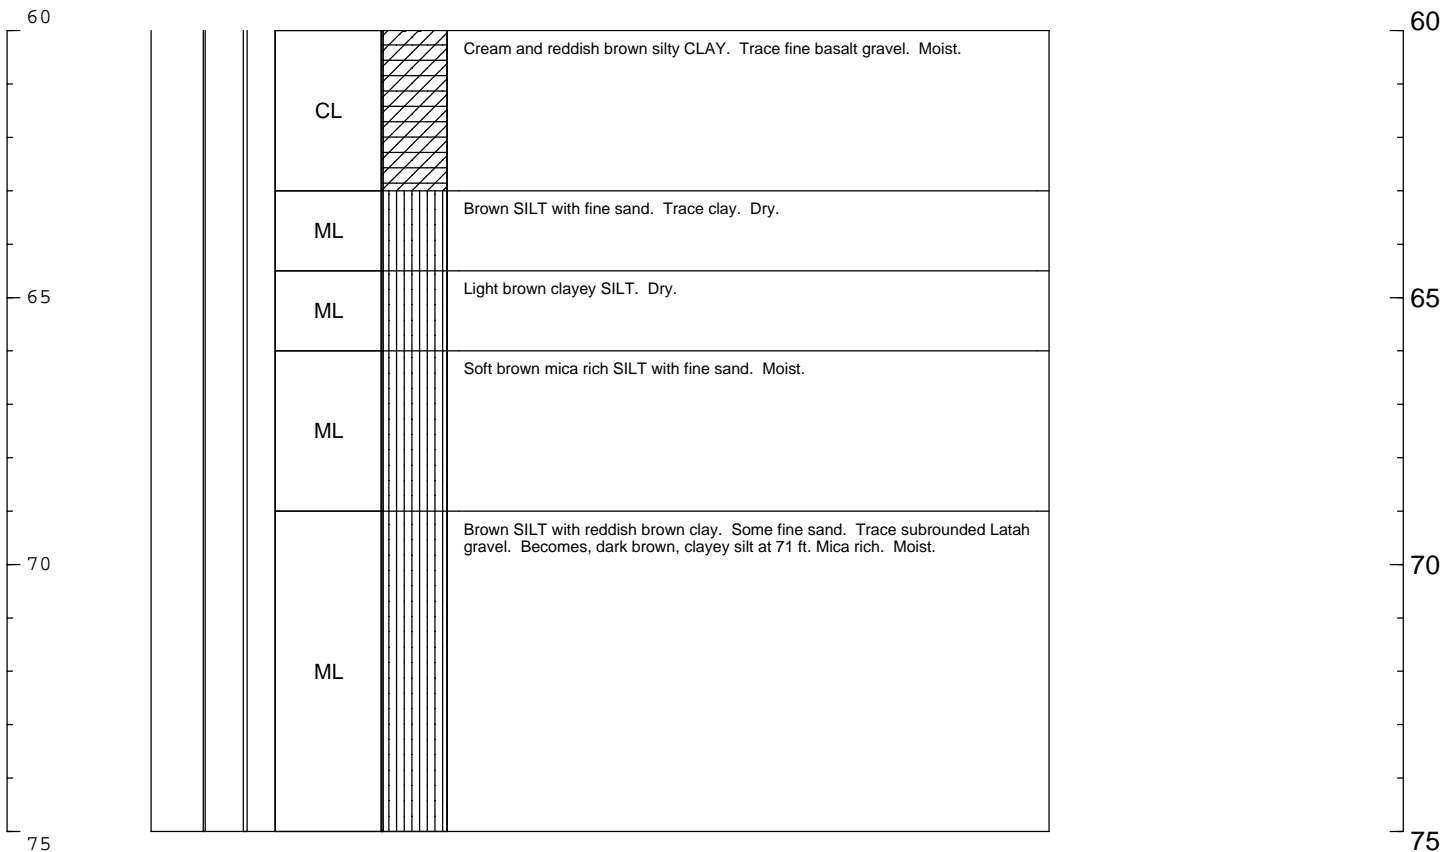 60
60
CL
Cream and reddish brown silty CLAY.  Trace fine basalt gravel.  Moist.
ML
Brown SILT with fine sand.  Trace clay.  Dry.
65
ML
Light brown clayey SILT.  Dry.
65
ML
Soft brown mica rich SILT with fine sand.  Moist.
70
ML
Brown SILT with reddish brown clay.  Some fine sand.  Trace subrounded Latah
gravel.  Becomes, dark brown, clayey silt at 71 ft. Mica rich.  Moist.
70
75
75